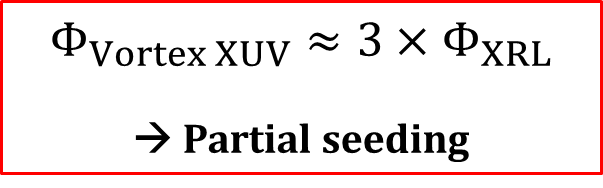 Φ_Vortex XUV ≈ 3 × Φ_XRL
→ Partial seeding